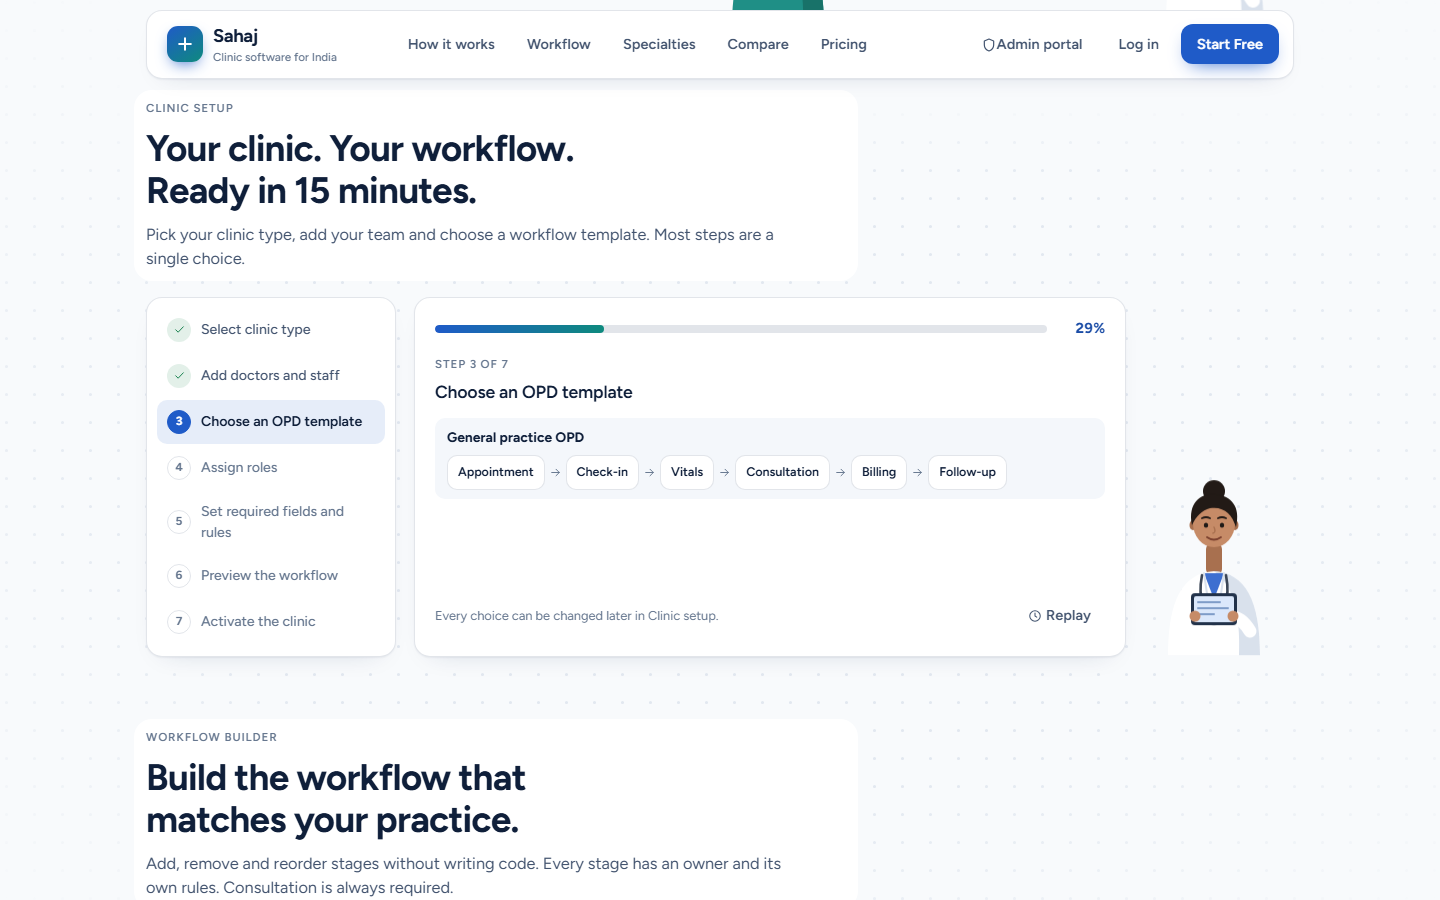 Sahaj
Clinic software for India
How it works
Workflow
Specialties
Compare
Pricing
Admin portal
Log in
Start Free
CLINIC SETUP
Your clinic. Your workflow.
Ready in 15 minutes.
Pick your clinic type, add your team and choose a workflow template. Most steps are a
single choice.
Select clinic type
Add doctors and staff
3 Choose an OPD template
4 Assign roles
5 Set required fields and
rules
6 Preview the workflow
7 Activate the clinic
29%
STEP 3 OF 7
Choose an OPD template
General practice OPD
Appointment → Check-in → Vitals → Consultation → Billing → Follow-up
Every choice can be changed later in Clinic setup.
Replay
WORKFLOW BUILDER
Build the workflow that
matches your practice.
Add, remove and reorder stages without writing code. Every stage has an owner and its
own rules. Consultation is always required.